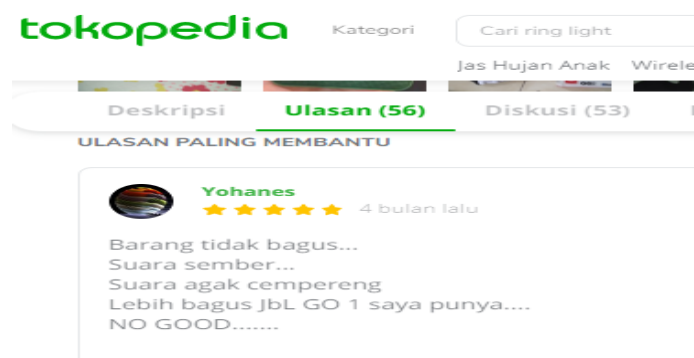 tokopedia
Kategori
Cari ring light
Jas Hujan Anak Wirele
Deskripsi
Ulasan (56)
Diskusi (53)
ULASAN PALING MEMBANTU
Yohanes
4 bulan lalu
Barang tidak bagus...
Suara sember...
Suara agak cempereng
Lebih bagus JbL GO 1 saya punya....
NO GOOD.......